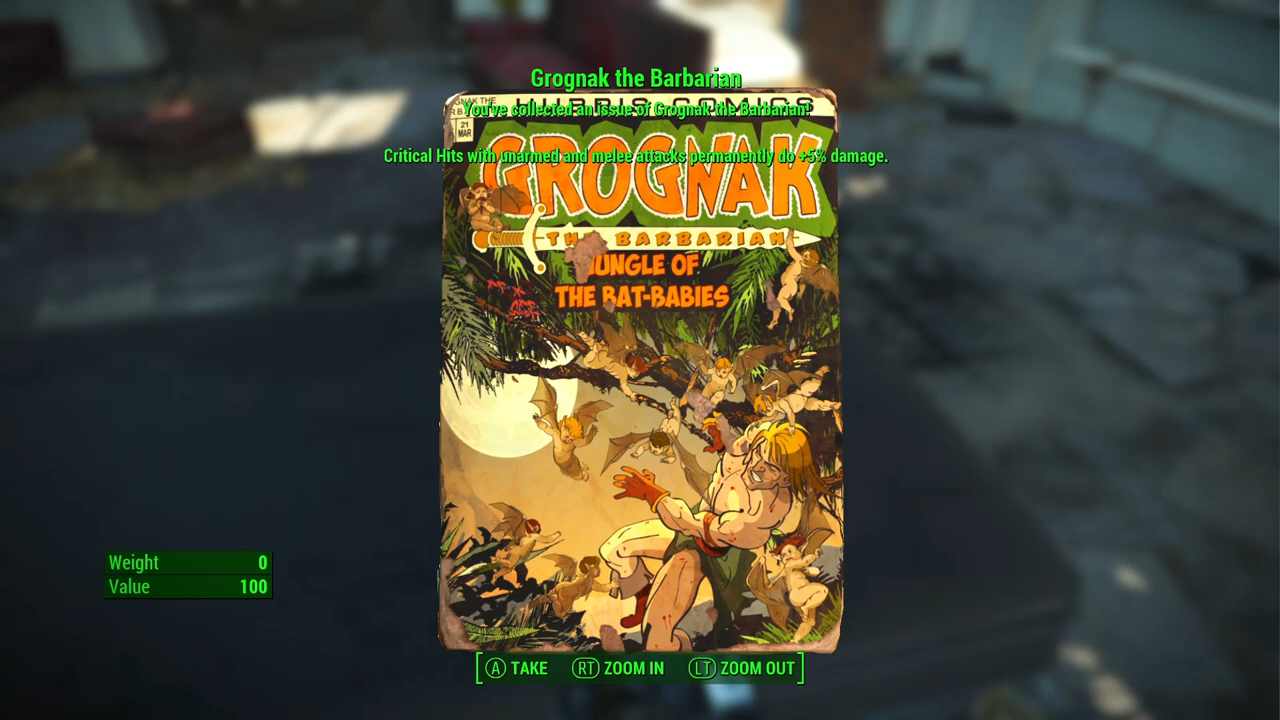 Grognak the Barbarian
HUBRIS COMICS
You've collected an issue of Grognak the Barbarian!
21
MAR
Critical Hits with unarmed and melee attacks permanently do +5% damage.
GROGNAK
THE BARBARIAN
JUNGLE OF
THE BAT-BABIES
Weight 0
Value 100
A TAKE RT ZOOM IN LT ZOOM OUT